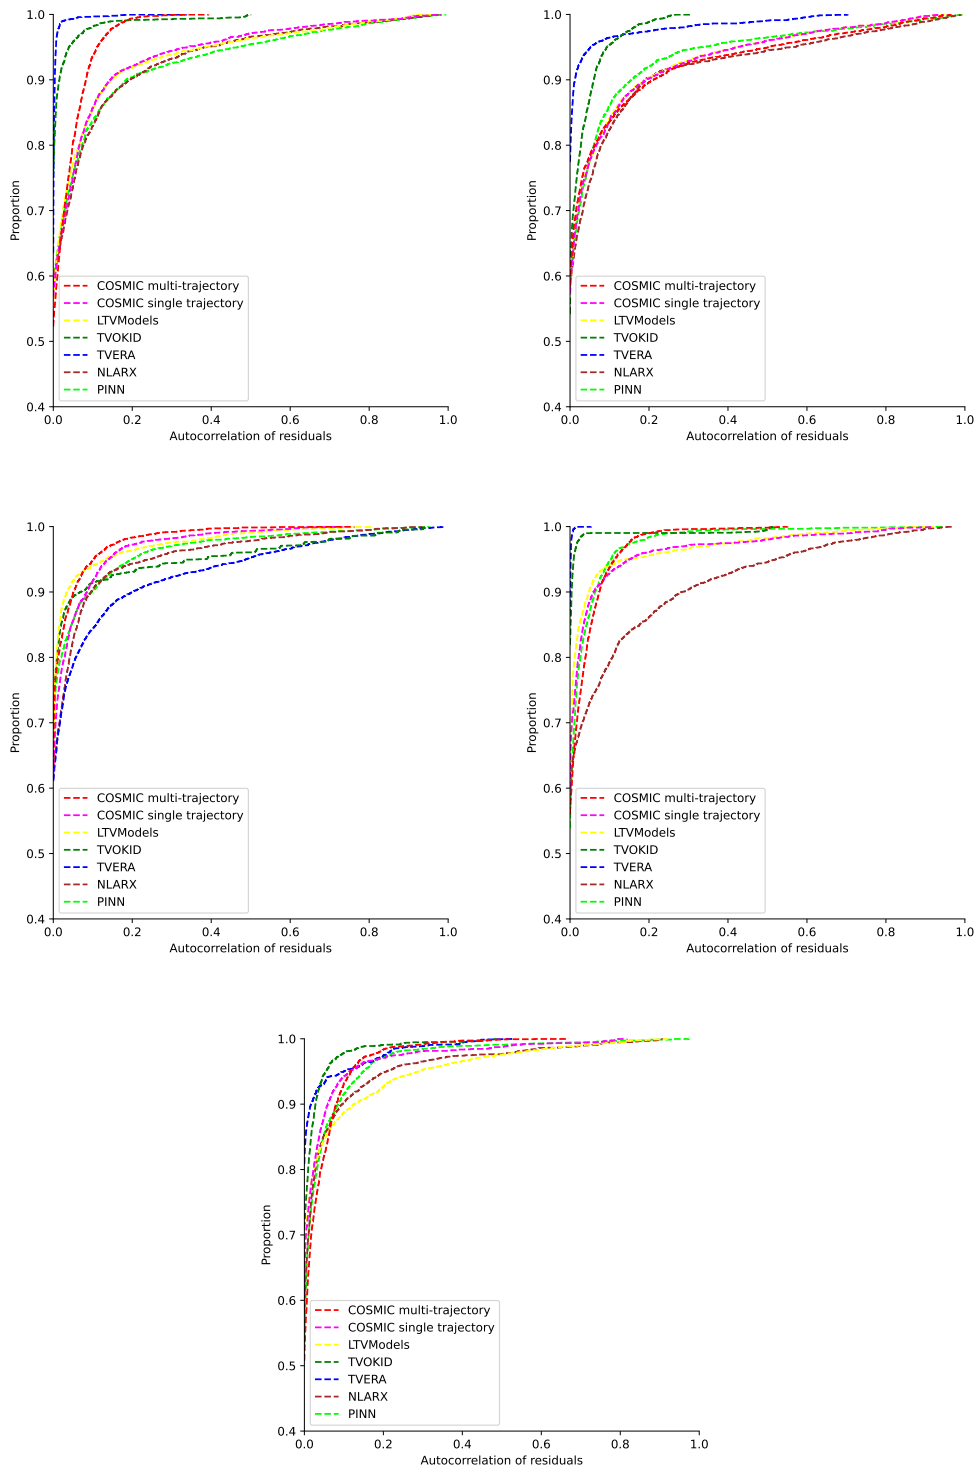 1.0
0.9
0.8
0.7
0.6
0.5
0.4
Proportion
COSMIC multi-trajectory
COSMIC single trajectory
LTVModels
TVOKID
TVERA
NLARX
PINN
0.0 0.2 0.4 0.6 0.8 1.0
Autocorrelation of residuals
1.0
0.9
0.8
0.7
0.6
0.5
0.4
Proportion
COSMIC multi-trajectory
COSMIC single trajectory
LTVModels
TVOKID
TVERA
NLARX
PINN
0.0 0.2 0.4 0.6 0.8 1.0
Autocorrelation of residuals
1.0
0.9
0.8
0.7
0.6
0.5
0.4
Proportion
COSMIC multi-trajectory
COSMIC single trajectory
LTVModels
TVOKID
TVERA
NLARX
PINN
0.0 0.2 0.4 0.6 0.8 1.0
Autocorrelation of residuals
1.0
0.9
0.8
0.7
0.6
0.5
0.4
Proportion
COSMIC multi-trajectory
COSMIC single trajectory
LTVModels
TVOKID
TVERA
NLARX
PINN
0.0 0.2 0.4 0.6 0.8 1.0
Autocorrelation of residuals
1.0
0.9
0.8
0.7
0.6
0.5
0.4
Proportion
COSMIC multi-trajectory
COSMIC single trajectory
LTVModels
TVOKID
TVERA
NLARX
PINN
0.0 0.2 0.4 0.6 0.8 1.0
Autocorrelation of residuals